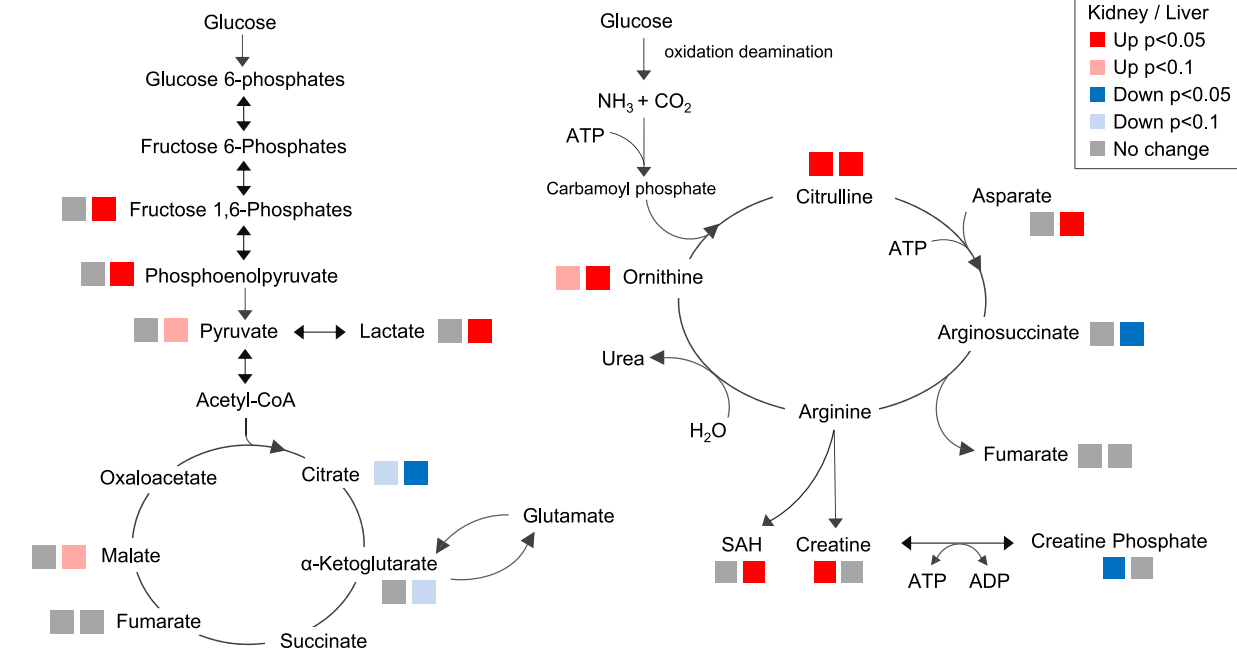 Glucose
Glucose 6-phosphates
Fructose 6-Phosphates
Fructose 1,6-Phosphates
Phosphoenolpyruvate
Pyruvate
Lactate
Acetyl-CoA
Oxaloacetate
Citrate
Glutamate
Malate
α-Ketoglutarate
Fumarate
Succinate
Glucose
oxidation deamination
NH3 + CO2
ATP
Carbamoyl phosphate
Citrulline
Asparate
ATP
Ornithine
Arginosuccinate
Urea
Arginine
H2O
Fumarate
SAH
Creatine
Creatine Phosphate
ATP
ADP
Kidney / Liver
Up p<0.05
Up p<0.1
Down p<0.05
Down p<0.1
No change